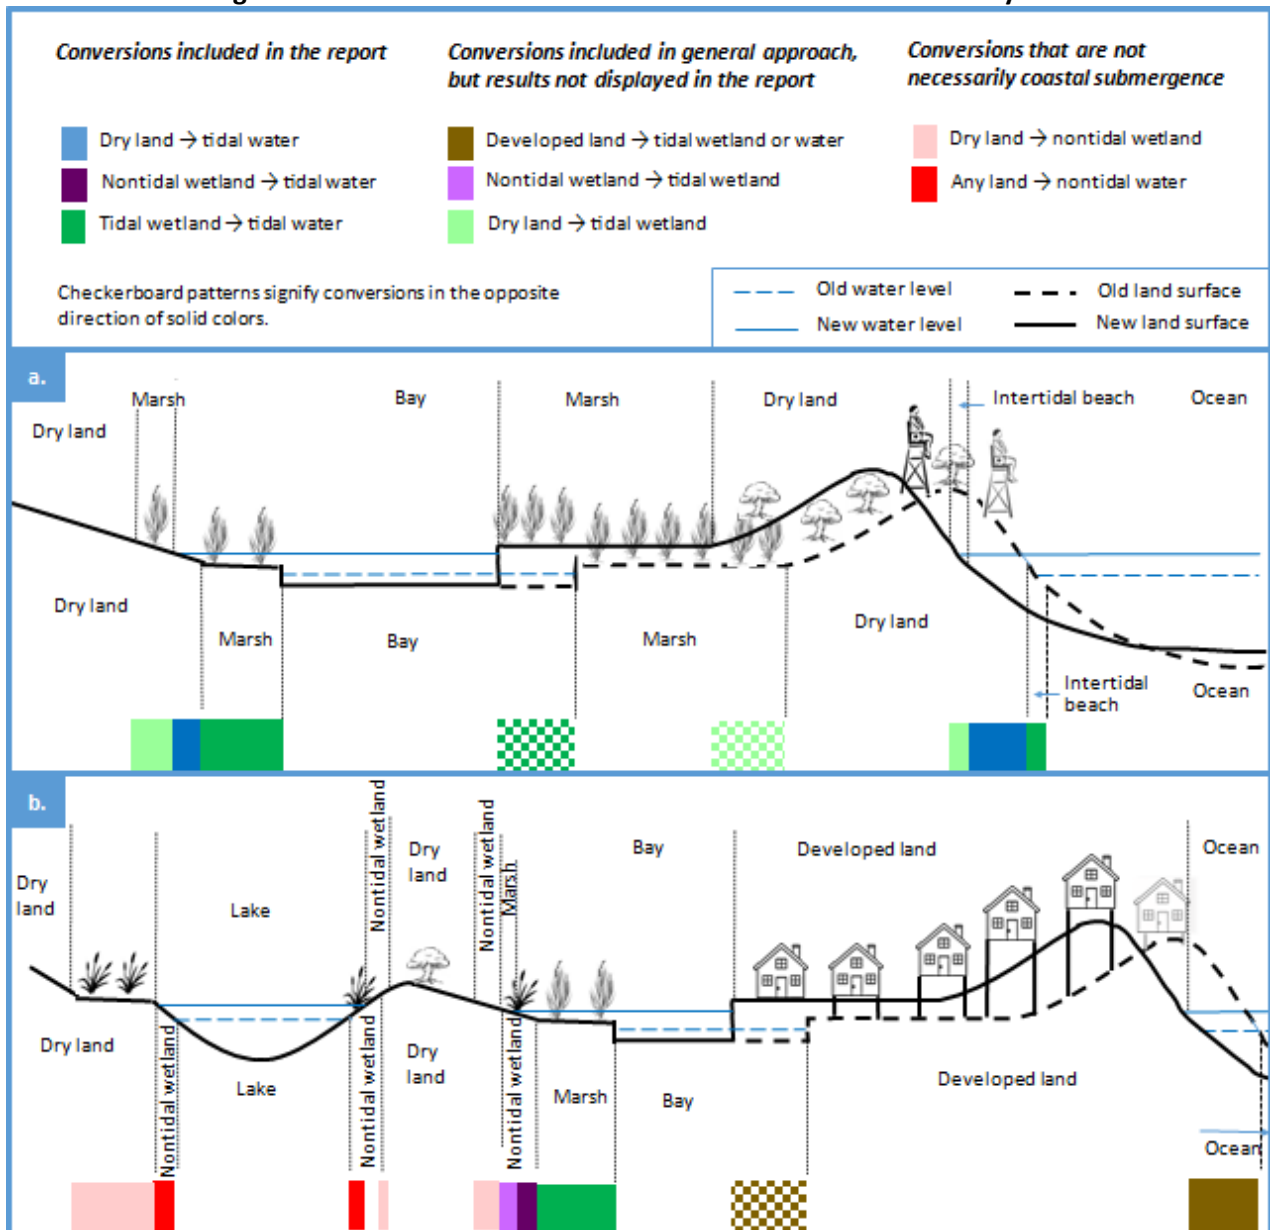 Conversions included in the report
Conversions included in general approach,
but results not displayed in the report
Conversions that are not
necessarily coastal submergence
Dry land → tidal water
Nontidal wetland → tidal water
Tidal wetland → tidal water
Developed land → tidal wetland or water
Nontidal wetland → tidal wetland
Dry land → tidal wetland
Dry land → nontidal wetland
Any land → nontidal water
Checkerboard patterns signify conversions in the opposite
direction of solid colors.
Old water level
Old land surface
New water level
New land surface
a.
Dry land
Marsh
Bay
Marsh
Dry land
Intertidal beach
Ocean
Dry land
Marsh
Bay
Marsh
Dry land
Intertidal
beach
Ocean
b.
Dry
land
Lake
Nontidal wetland
Dry
land
Nontidal wetland
Marsh
Bay
Developed land
Ocean
Dry land
Nontidal wetland
Lake
Nontidal wetland
Dry
land
Nontidal wetland
Marsh
Bay
Developed land
Ocean